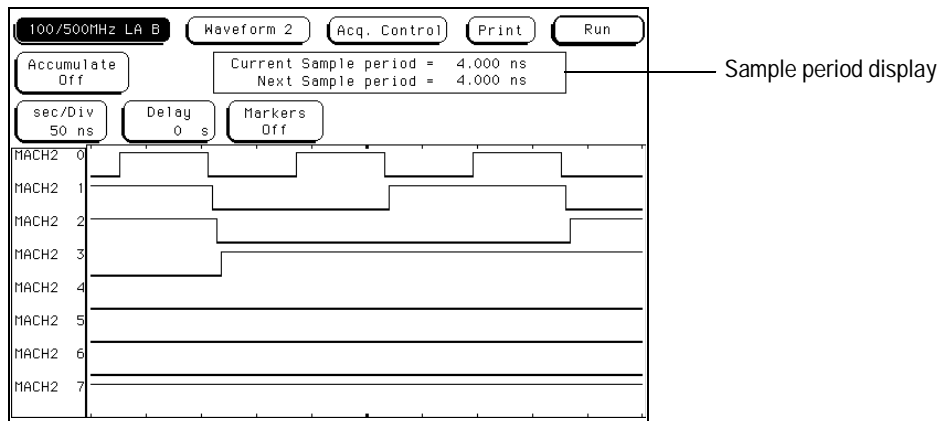 100/500MHz LA B Waveform 2 Acq. Control Print Run
Accumulate
Off
Current Sample period = 4.000 ns
Next Sample period = 4.000 ns
Sample period display
sec/Div
50 ns
Delay
0 s
Markers
Off
MACH2 0
MACH2 1
MACH2 2
MACH2 3
MACH2 4
MACH2 5
MACH2 6
MACH2 7